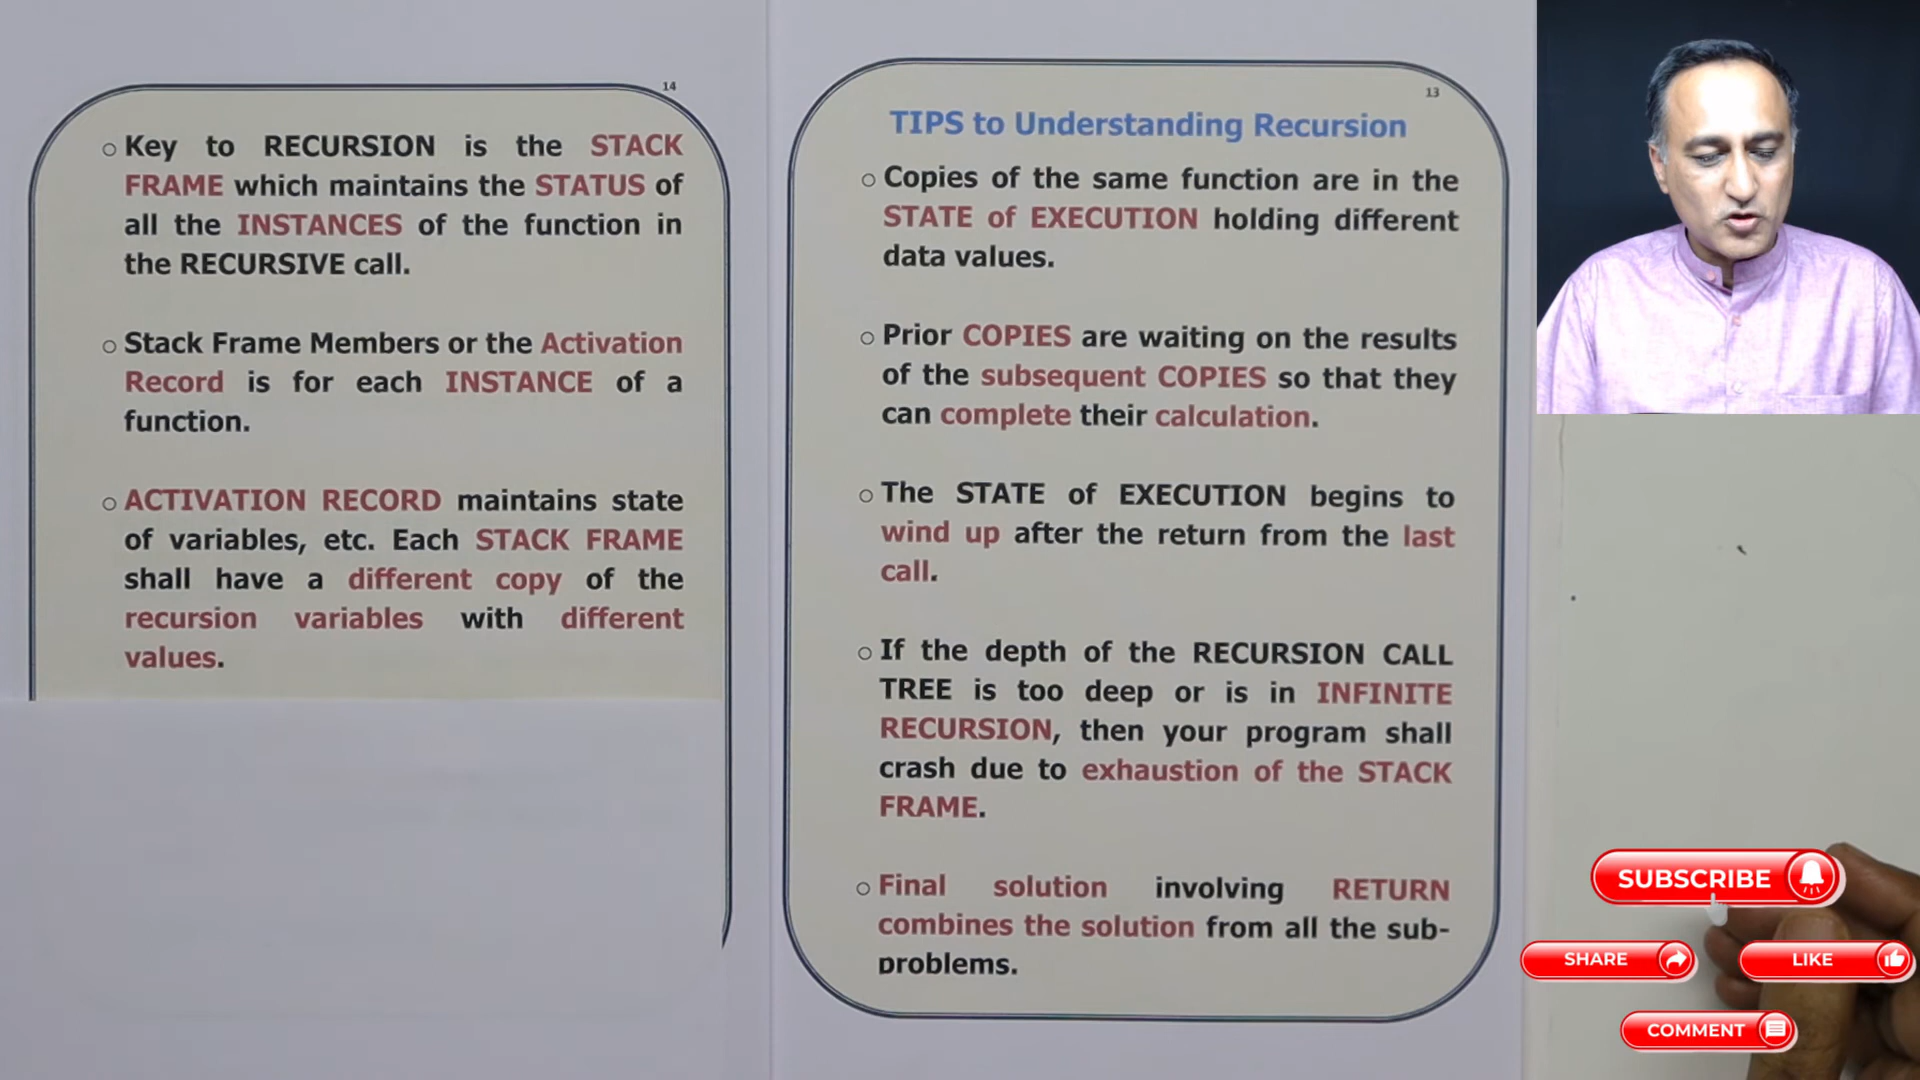 14
○ Key to RECURSION is the STACK
FRAME which maintains the STATUS of
all the INSTANCES of the function in
the RECURSIVE call.
○ Stack Frame Members or the Activation
Record is for each INSTANCE of a
function.
○ ACTIVATION RECORD maintains state
of variables, etc. Each STACK FRAME
shall have a different copy of the
recursion variables with different
values.
13
TIPS to Understanding Recursion
○ Copies of the same function are in the
STATE of EXECUTION holding different
data values.
○ Prior COPIES are waiting on the results
of the subsequent COPIES so that they
can complete their calculation.
○ The STATE of EXECUTION begins to
wind up after the return from the last
call.
○ If the depth of the RECURSION CALL
TREE is too deep or is in INFINITE
RECURSION, then your program shall
crash due to exhaustion of the STACK
FRAME.
○ Final solution involving RETURN
combines the solution from all the sub-
problems.
SUBSCRIBE
SHARE
LIKE
COMMENT